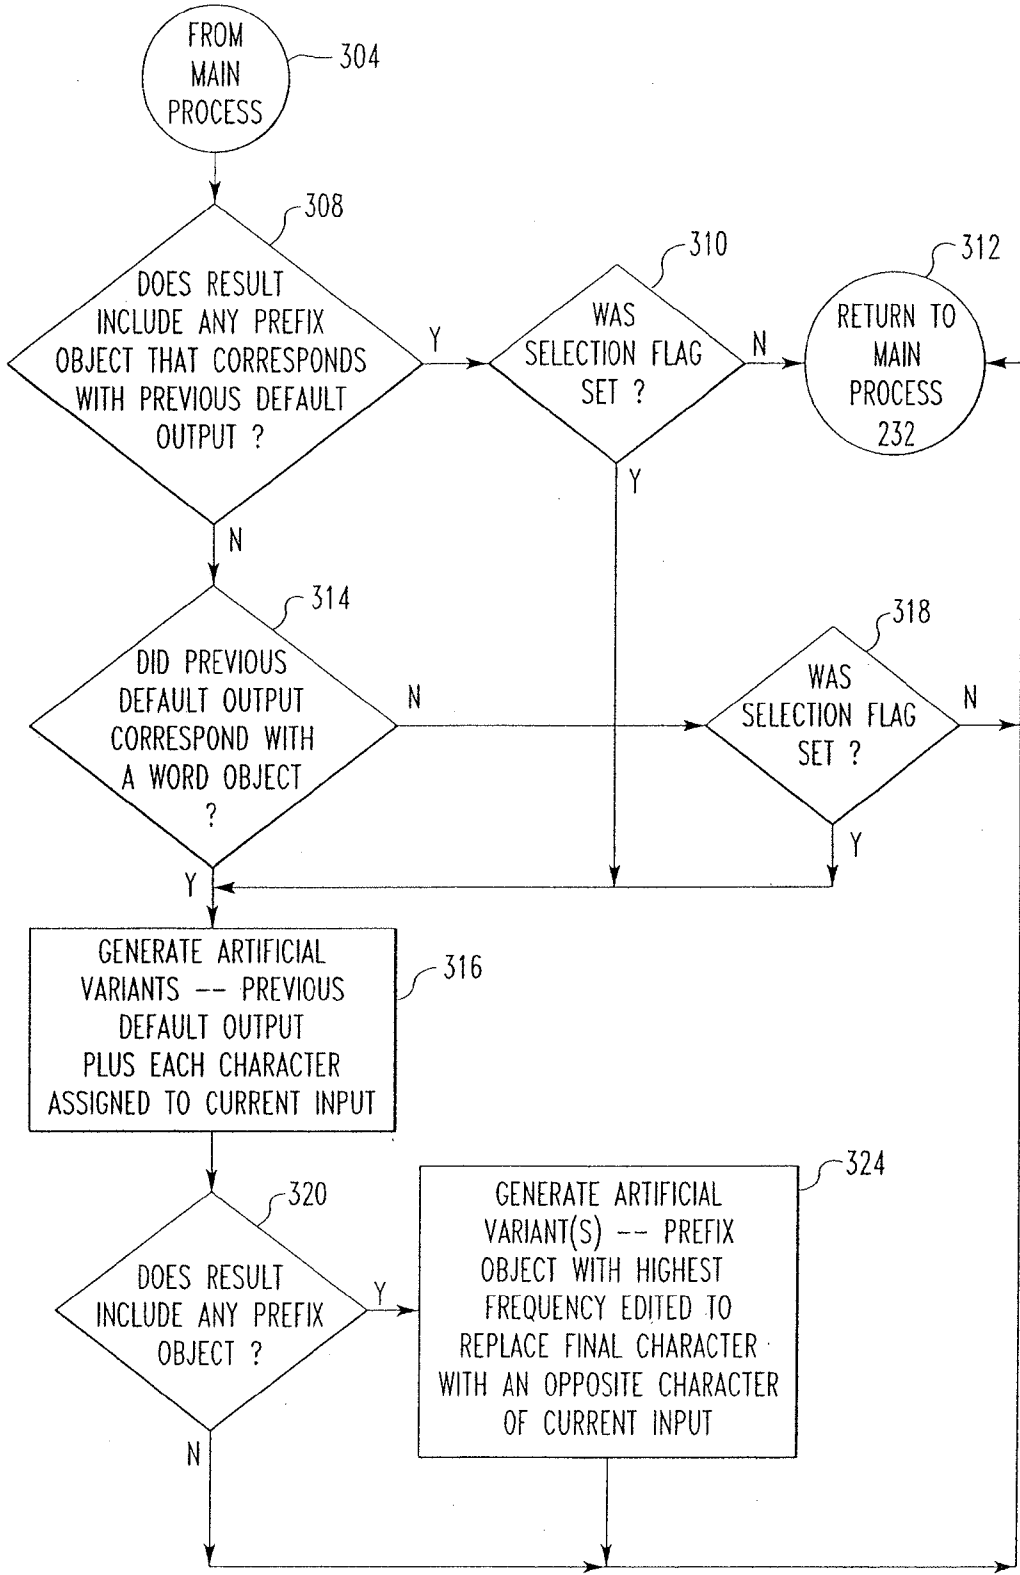 FROM
MAIN
PROCESS
304
308
DOES RESULT
INCLUDE ANY PREFIX
OBJECT THAT CORRESPONDS
WITH PREVIOUS DEFAULT
OUTPUT ?
Y
N
310
WAS
SELECTION FLAG
SET ?
N
Y
312
RETURN TO
MAIN
PROCESS
232
314
DID PREVIOUS
DEFAULT OUTPUT
CORRESPOND WITH
A WORD OBJECT
?
N
Y
318
WAS
SELECTION FLAG
SET ?
N
Y
316
GENERATE ARTIFICIAL
VARIANTS -- PREVIOUS
DEFAULT OUTPUT
PLUS EACH CHARACTER
ASSIGNED TO CURRENT INPUT
320
DOES RESULT
INCLUDE ANY PREFIX
OBJECT ?
Y
N
324
GENERATE ARTIFICIAL
VARIANT(S) -- PREFIX
OBJECT WITH HIGHEST
FREQUENCY EDITED TO
REPLACE FINAL CHARACTER
WITH AN OPPOSITE CHARACTER
OF CURRENT INPUT